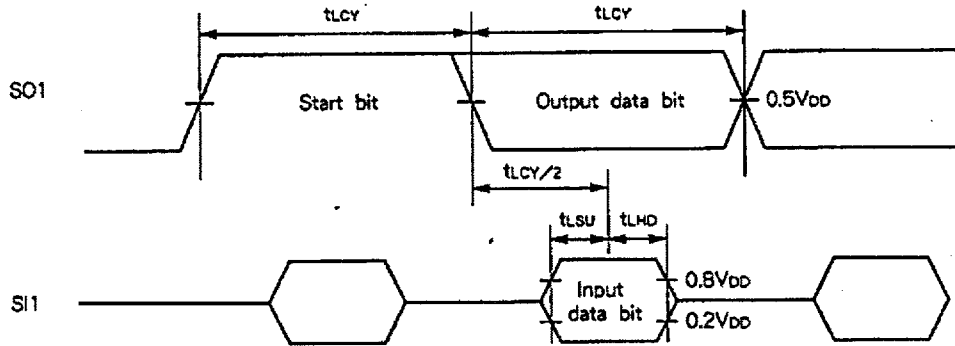 tLCY tLCY
SO1 Start bit Output data bit 0.5VDD
tLCY/2
tLSU tLHD
SI1 Input data bit 0.8VDD
0.2VDD